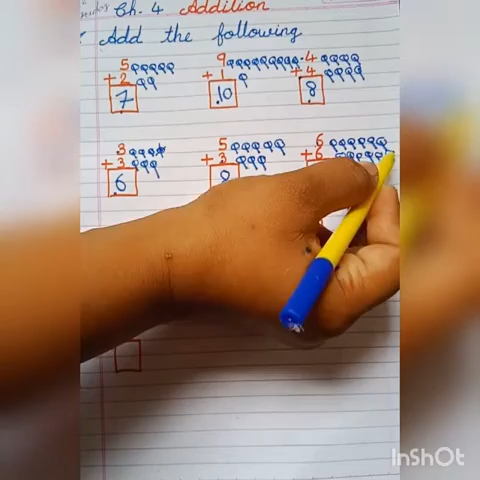 Ch. 4 Addition
Add the following
5 9 4
+ 2 + 1 + 4
7 10 8
3 5 6
+ 3 + 3 + 6
6 8
InShOt